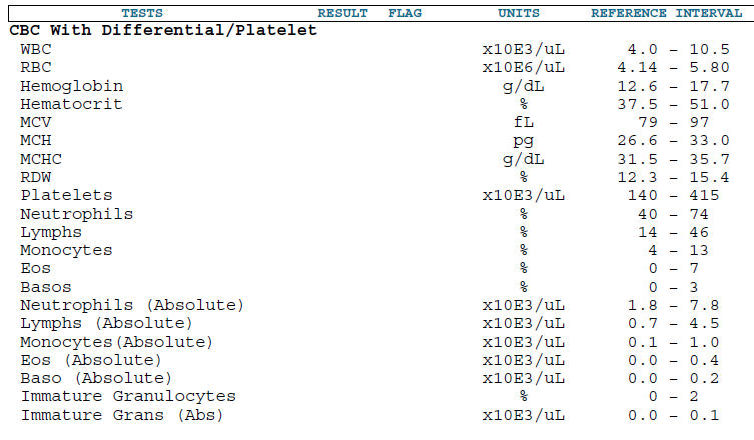 TESTS RESULT FLAG UNITS REFERENCE INTERVAL
CBC With Differential/Platelet
WBC x10E3/uL 4.0 - 10.5
RBC x10E6/uL 4.14 - 5.80
Hemoglobin g/dL 12.6 - 17.7
Hematocrit % 37.5 - 51.0
MCV fL 79 - 97
MCH pg 26.6 - 33.0
MCHC g/dL 31.5 - 35.7
RDW % 12.3 - 15.4
Platelets x10E3/uL 140 - 415
Neutrophils % 40 - 74
Lymphs % 14 - 46
Monocytes % 4 - 13
Eos % 0 - 7
Basos % 0 - 3
Neutrophils (Absolute) x10E3/uL 1.8 - 7.8
Lymphs (Absolute) x10E3/uL 0.7 - 4.5
Monocytes(Absolute) x10E3/uL 0.1 - 1.0
Eos (Absolute) x10E3/uL 0.0 - 0.4
Baso (Absolute) x10E3/uL 0.0 - 0.2
Immature Granulocytes % 0 - 2
Immature Grans (Abs) x10E3/uL 0.0 - 0.1